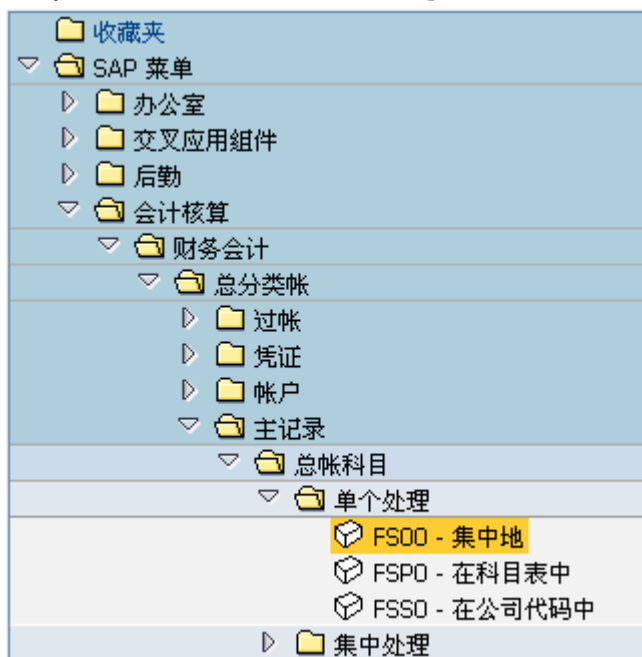 收藏夹
SAP 菜单
办公室
交叉应用组件
后勤
会计核算
财务会计
总分类帐
过帐
凭证
帐户
主记录
总帐科目
单个处理
FS00 - 集中地
FSP0 - 在科目表中
FSS0 - 在公司代码中
集中处理